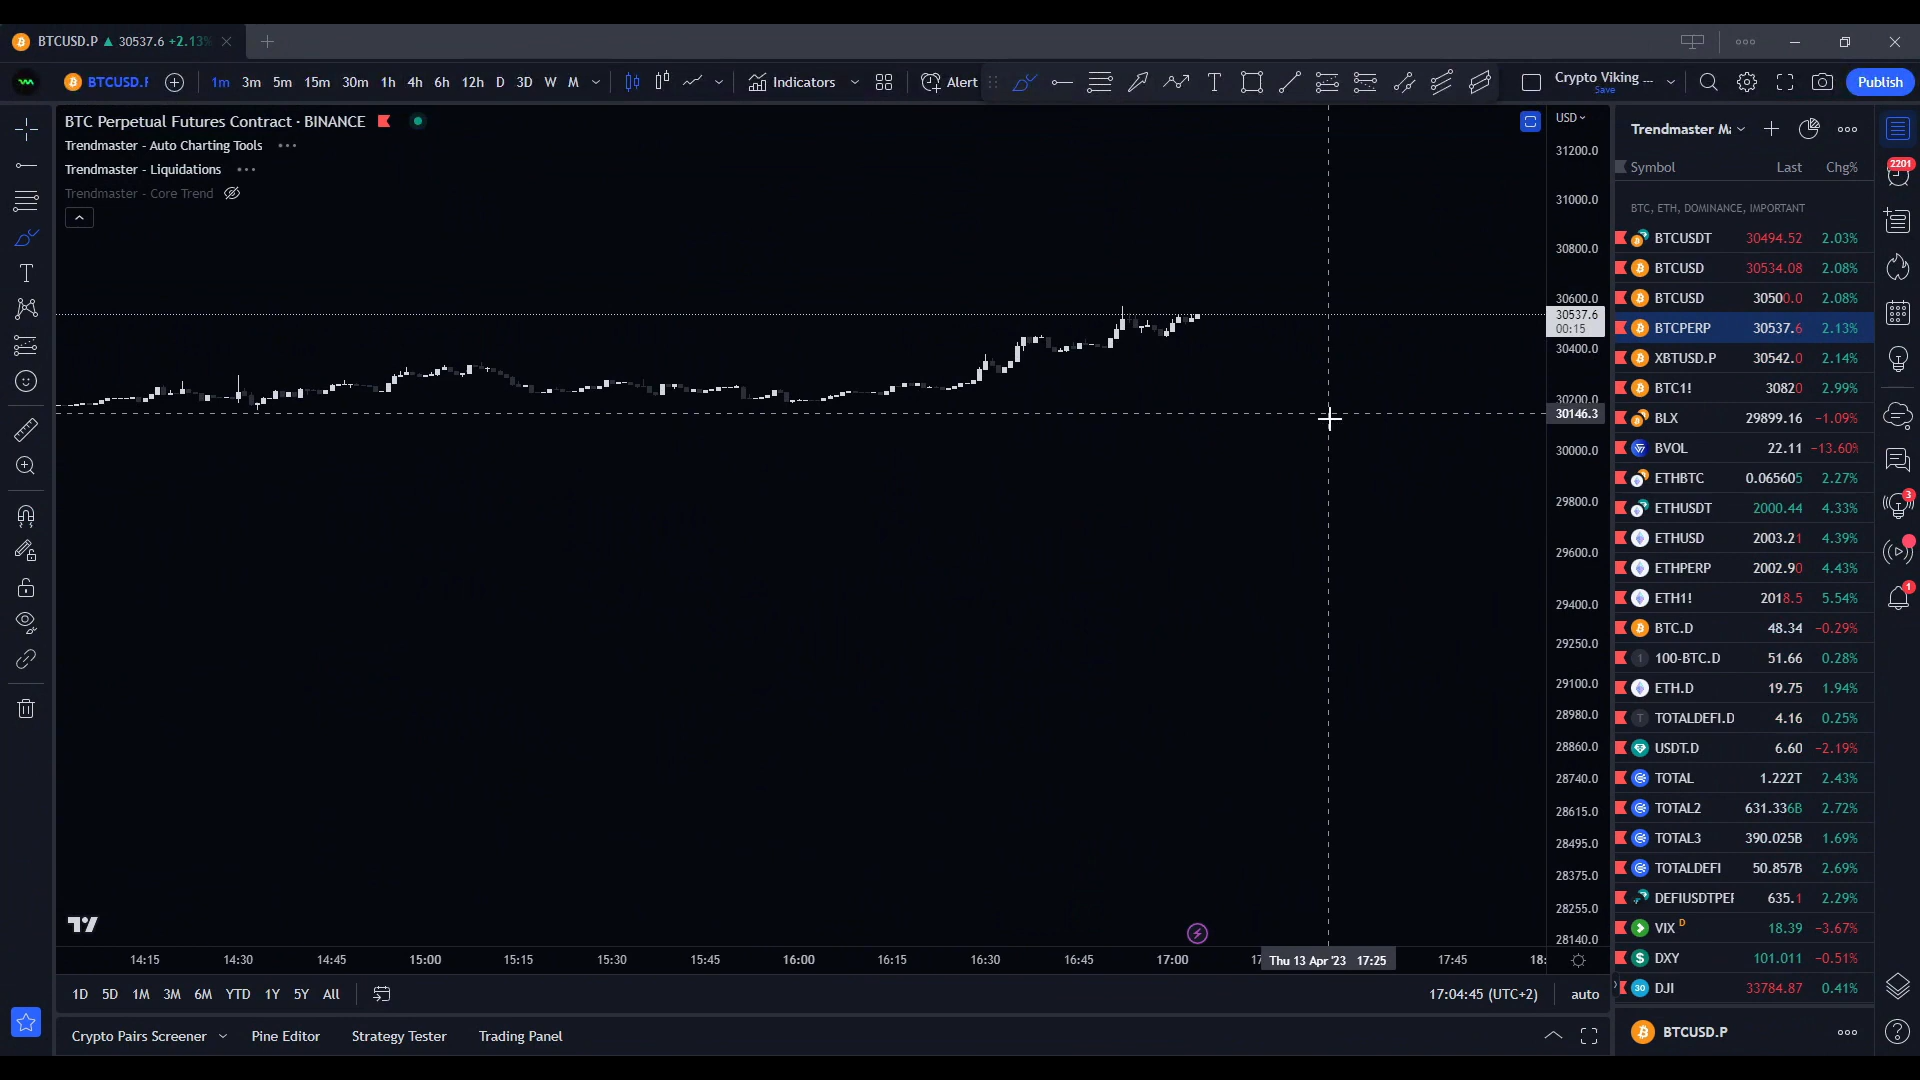 BTCUSD.P ▲ 30537.6 +2.13%
BTCUSD.P 1m 3m 5m 15m 30m 1h 4h 6h 12h D 3D W M Indicators Alert Crypto Viking ... Publish
Save
BTC Perpetual Futures Contract · BINANCE
Trendmaster - Auto Charting Tools
Trendmaster - Liquidations
Trendmaster - Core Trend
USD
31200.0
31000.0
30800.0
30600.0
30537.6
00:15
30400.0
30200.0
30146.3
30000.0
29800.0
29600.0
29400.0
29250.0
29100.0
28980.0
28860.0
28740.0
28615.0
28495.0
28375.0
28255.0
28140.0
14:15 14:30 14:45 15:00 15:15 15:30 15:45 16:00 16:15 16:30 16:45 17:00 Thu 13 Apr '23 17:25 17:45 18:
1D 5D 1M 3M 6M YTD 1Y 5Y All 17:04:45 (UTC+2) auto
Crypto Pairs Screener Pine Editor Strategy Tester Trading Panel
Trendmaster
Symbol Last Chg%
BTC, ETH, DOMINANCE, IMPORTANT
BTCUSDT 30494.52 2.03%
BTCUSD 30534.08 2.08%
BTCUSD 30500.0 2.08%
BTCPERP 30537.6 2.13%
XBTUSD.P 30542.0 2.14%
BTC1! 30820 2.99%
BLX 29899.16 −1.09%
BVOL 22.11 −13.60%
ETHBTC 0.065605 2.27%
ETHUSDT 2000.44 4.33%
ETHUSD 2003.21 4.39%
ETHPERP 2002.90 4.43%
ETH1! 2018.5 5.54%
BTC.D 48.34 −0.29%
100-BTC.D 51.66 0.28%
ETH.D 19.75 1.94%
TOTALDEFI.D 4.16 0.25%
USDT.D 6.60 −2.19%
TOTAL 1.222T 2.43%
TOTAL2 631.336B 2.72%
TOTAL3 390.025B 1.69%
TOTALDEFI 50.857B 2.69%
DEFIUSDTPER 635.1 2.29%
VIX D 18.39 −3.67%
DXY 101.011 −0.51%
30 DJI 33784.87 0.41%
BTCUSD.P
2201
3
1